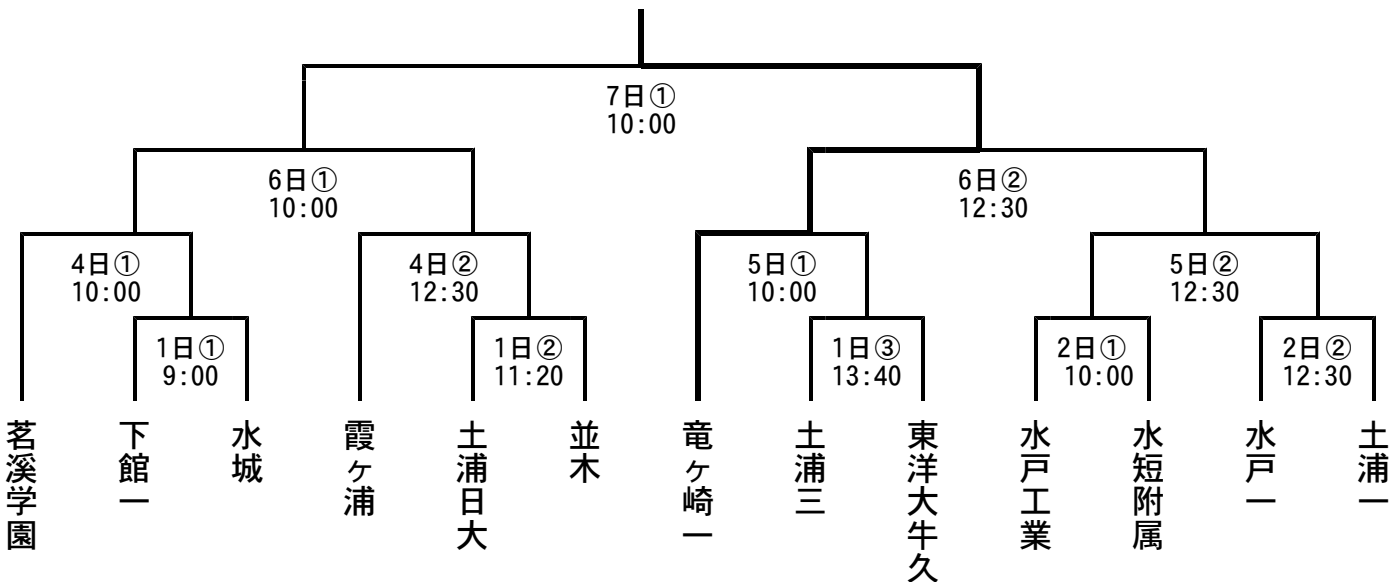 7日①
10:00
6日①
10:00
6日②
12:30
4日①
10:00
4日②
12:30
5日①
10:00
5日②
12:30
1日①
9:00
1日②
11:20
1日③
13:40
2日①
10:00
2日②
12:30
茗溪学園
下館一
水城
霞ヶ浦
土浦日大
並木
竜ヶ崎一
土浦三
東洋大牛久
水戸工業
水短附属
水戸一
土浦一